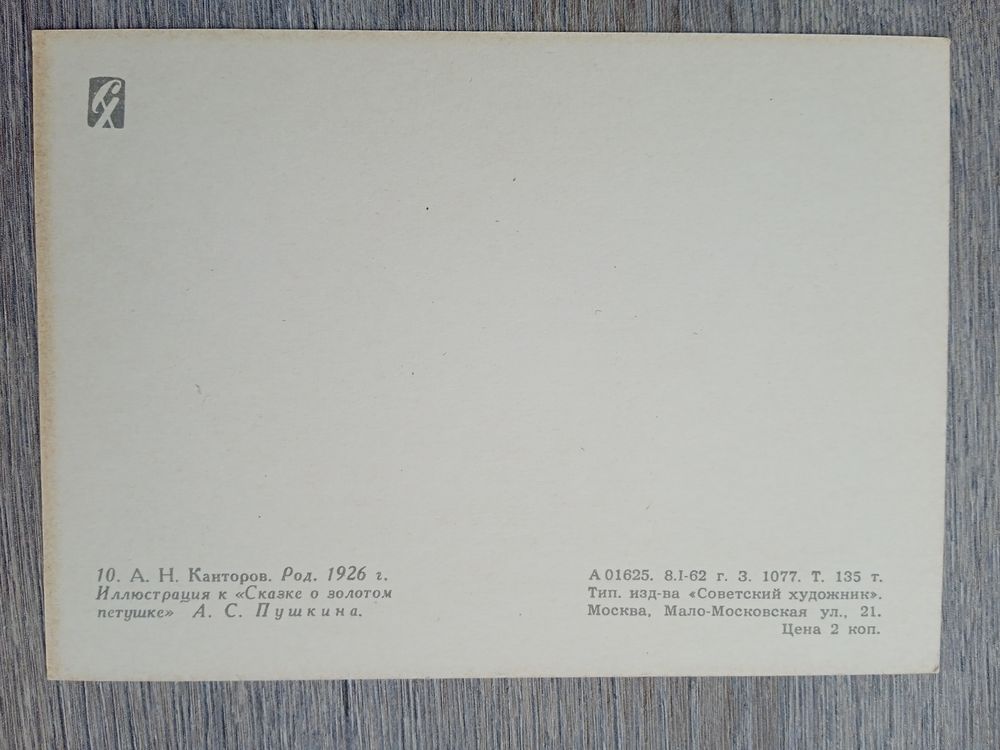 СХ
10. А. Н. Канторов. Род. 1926 г.
Иллюстрация к «Сказке о золотом
петушке» А. С. Пушкина.
А 01625. 8.I-62 г. З. 1077. Т. 135 т.
Тип. изд-ва «Советский художник».
Москва, Мало-Московская ул., 21.
Цена 2 коп.